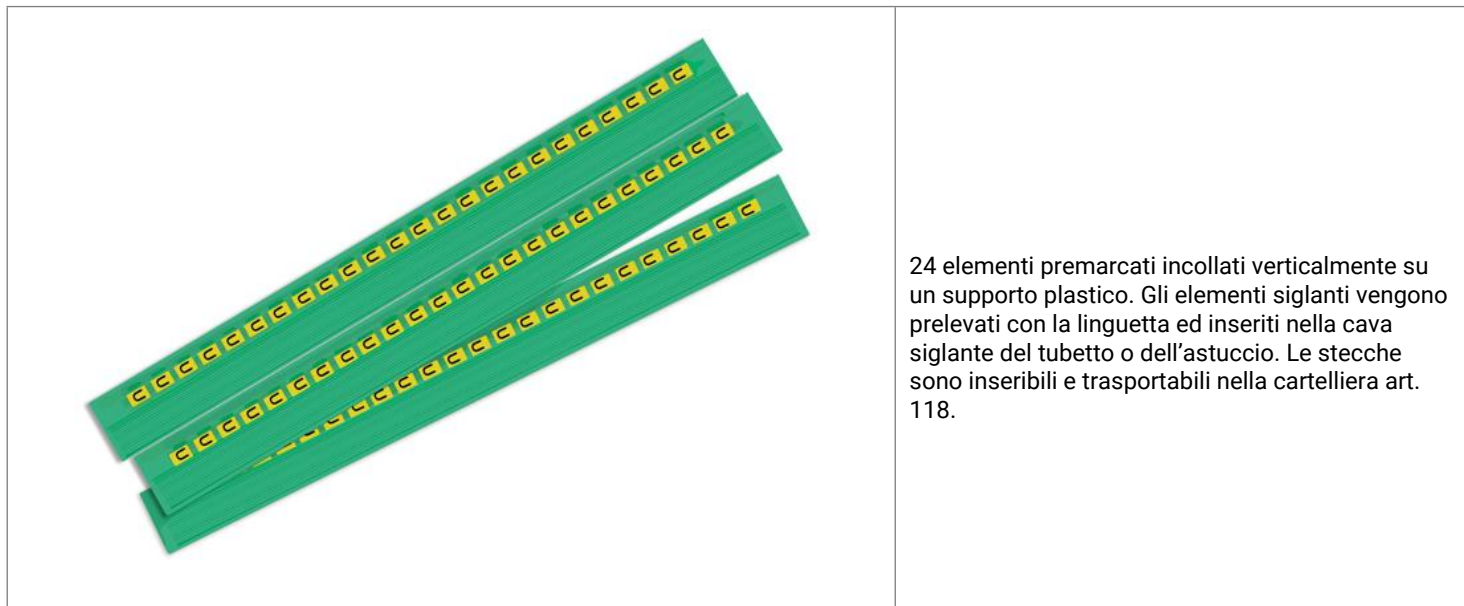 24 elementi premarcati incollati verticalmente su
un supporto plastico. Gli elementi siglanti vengono
prelevati con la linguetta ed inseriti nella cava
siglante del tubetto o dell’astuccio. Le stecche
sono inseribili e trasportabili nella cartelliera art.
118.